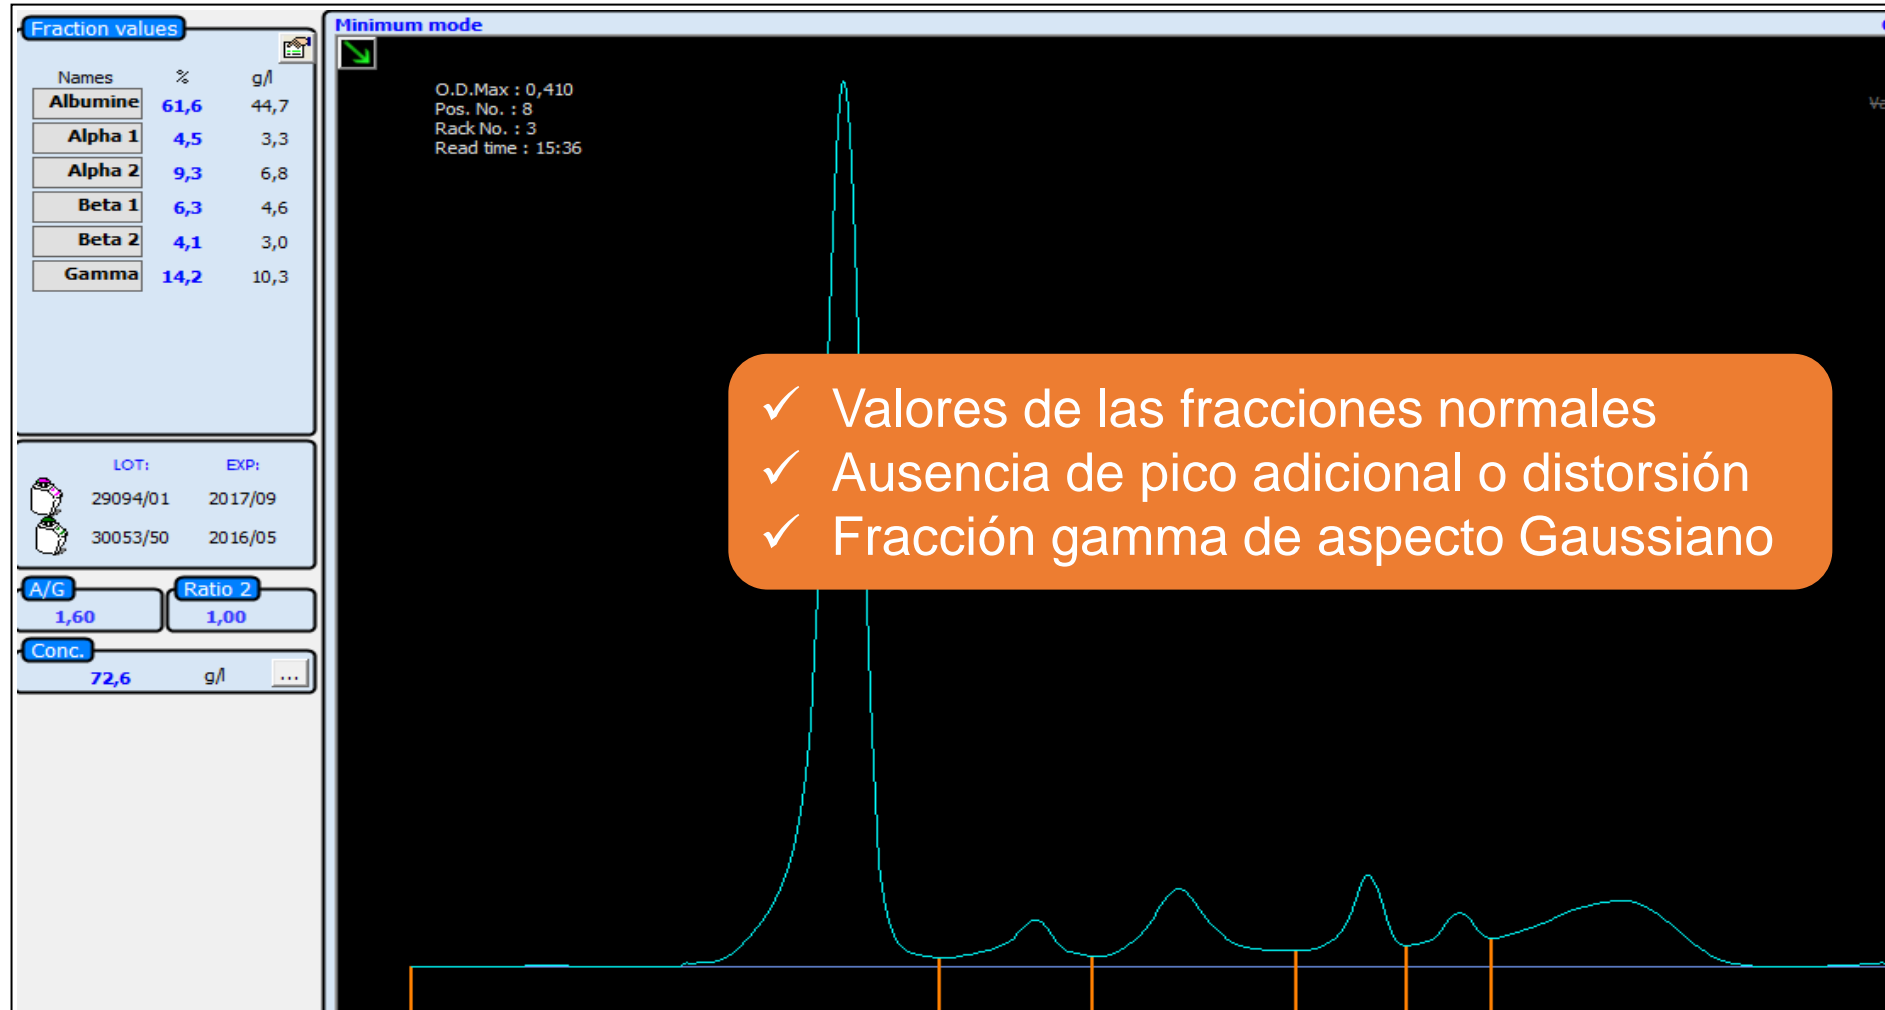 Fraction values
Names % g/l
Albumine 61,6 44,7
Alpha 1 4,5 3,3
Alpha 2 9,3 6,8
Beta 1 6,3 4,6
Beta 2 4,1 3,0
Gamma 14,2 10,3
LOT: EXP:
29094/01 2017/09
30053/50 2016/05
A/G Ratio 2
1,60 1,00
Conc.
72,6 g/l ...
Minimum mode
O.D.Max : 0,410
Pos. No. : 8
Rack No. : 3
Read time : 15:36
✓ Valores de las fracciones normales
✓ Ausencia de pico adicional o distorsión
✓ Fracción gamma de aspecto Gaussiano